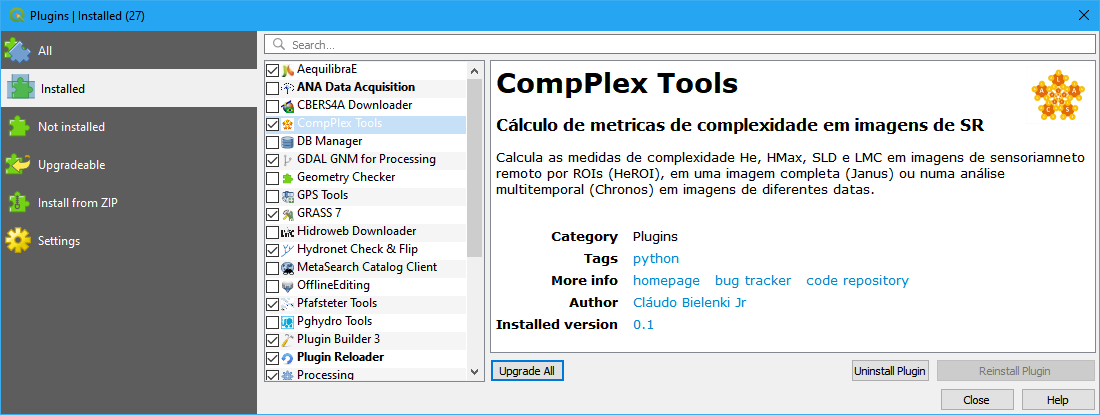 Plugins | Installed (27)
All
Installed
Not installed
Upgradeable
Install from ZIP
Settings
Search...
AequilibraE
ANA Data Acquisition
CBERS4A Downloader
CompPlex Tools
DB Manager
GDAL GNM for Processing
Geometry Checker
GPS Tools
GRASS 7
Hidroweb Downloader
Hydronet Check & Flip
MetaSearch Catalog Client
OfflineEditing
Pfafsteter Tools
Pghydro Tools
Plugin Builder 3
Plugin Reloader
Processing
CompPlex Tools
Cálculo de metricas de complexidade em imagens de SR
Calcula as medidas de complexidade He, HMax, SLD e LMC em imagens de sensoriamneto
remoto por ROIs (HeROI), em uma imagem completa (Janus) ou numa análise
multitemporal (Chronos) em imagens de diferentes datas.
Category Plugins
Tags python
More info homepage bug tracker code repository
Author Cláudo Bielenki Jr
Installed version 0.1
Upgrade All
Uninstall Plugin
Reinstall Plugin
Close
Help